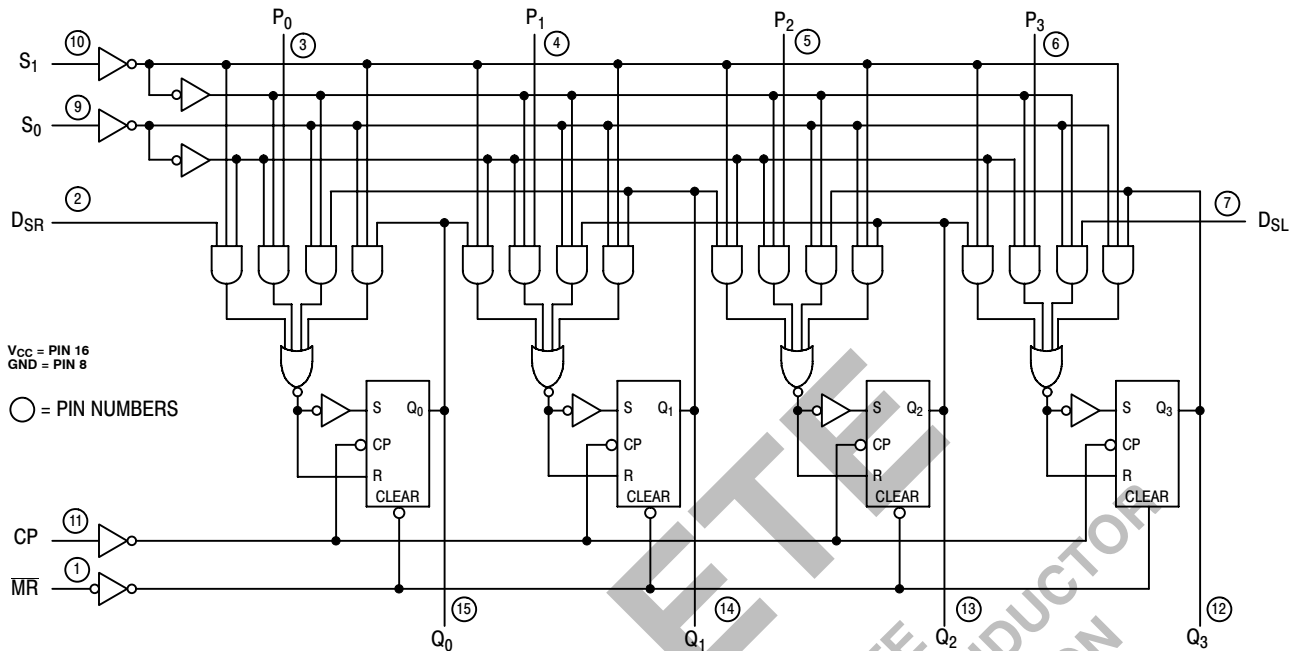 P0 P1 P2 P3
10 3 4 5 6
S1
9
S0
2 7
DSR DSL
VCC = PIN 16
GND = PIN 8
= PIN NUMBERS
S Q0 S Q1 S Q2 S Q3
CP CP CP CP
R R R R
CLEAR CLEAR CLEAR CLEAR
11
CP
1
MR
15 14 13 12
Q0 Q1 Q2 Q3